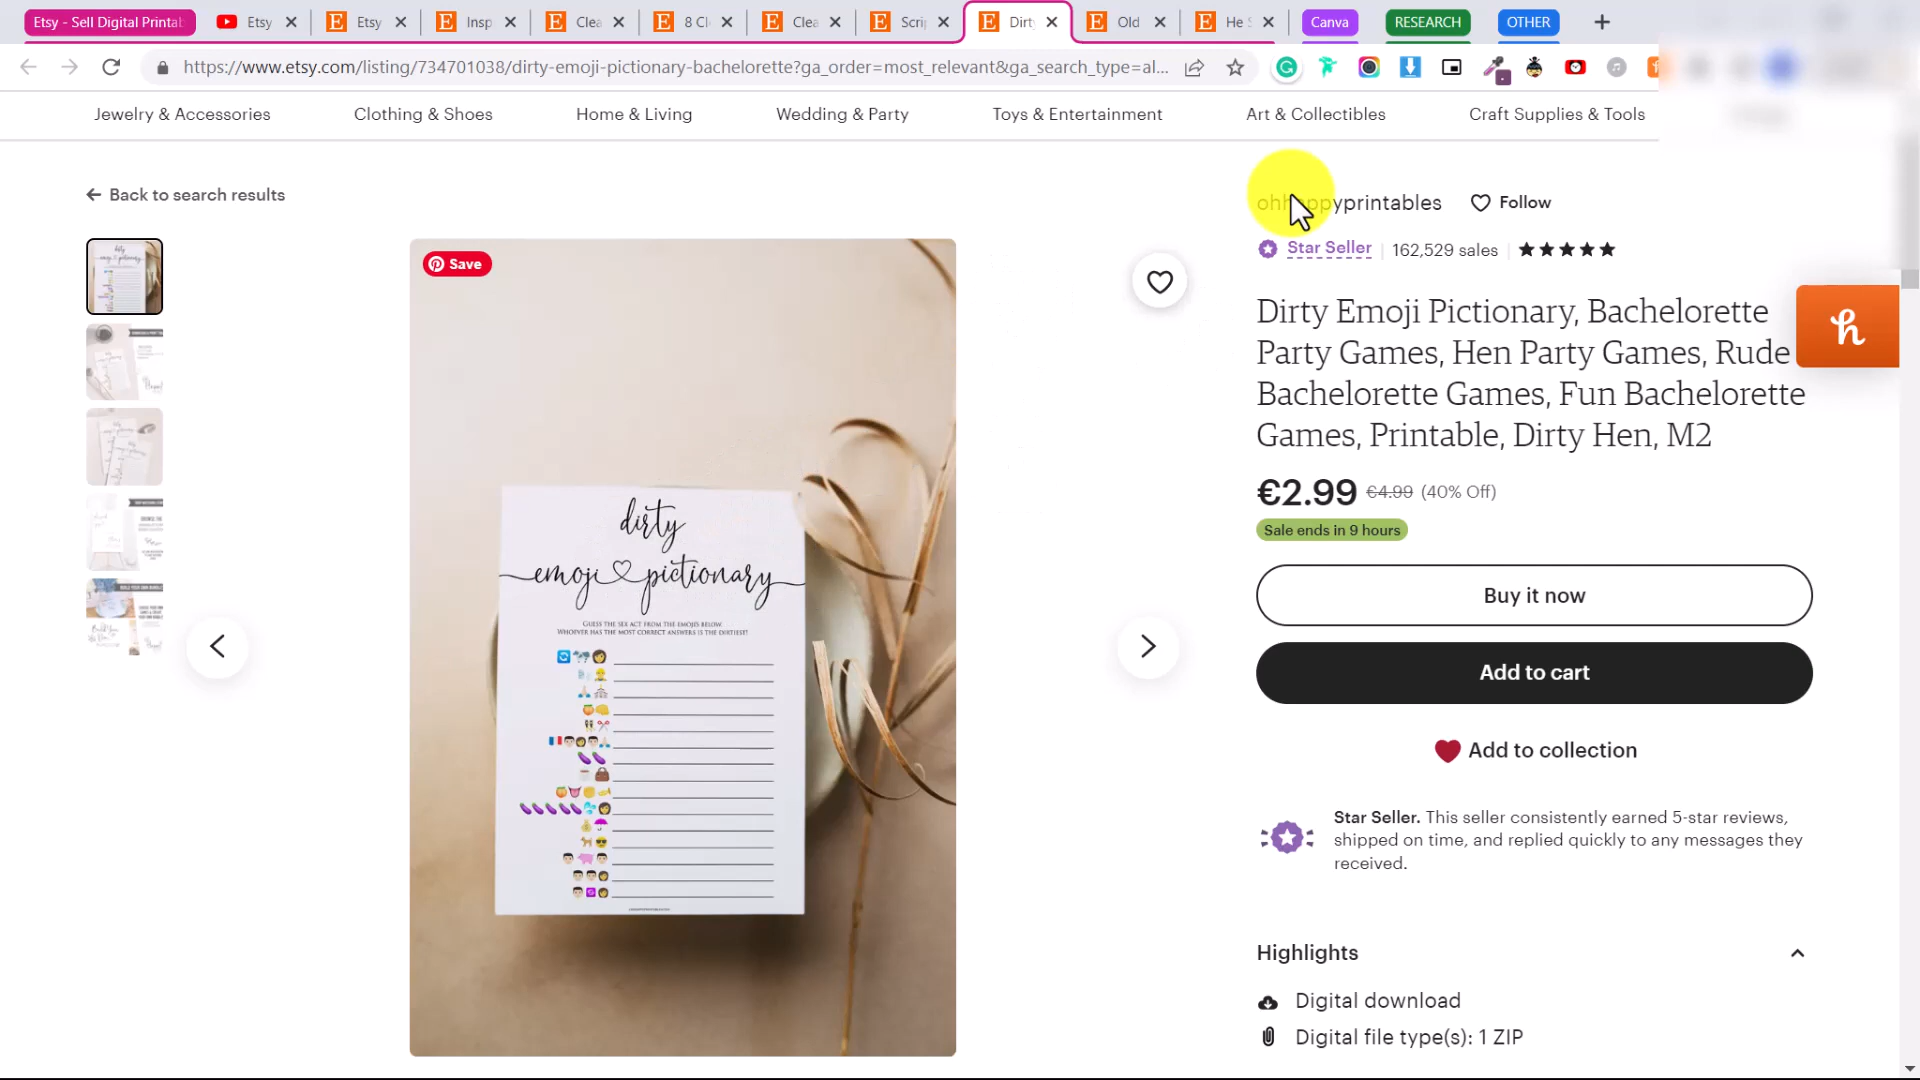 Etsy - Sell Digital Printab
Etsy
Etsy
Insp
Clea
8 Cl
Clea
Scri
Dirt
Old
He S
Canva
RESEARCH
OTHER
https://www.etsy.com/listing/734701038/dirty-emoji-pictionary-bachelorette?ga_order=most_relevant&ga_search_type=al...
Jewelry & Accessories
Clothing & Shoes
Home & Living
Wedding & Party
Toys & Entertainment
Art & Collectibles
Craft Supplies & Tools
Back to search results
ohhappyprintables
Follow
Star Seller
162,529 sales
Save
Dirty Emoji Pictionary, Bachelorette
Party Games, Hen Party Games, Rude
Bachelorette Games, Fun Bachelorette
Games, Printable, Dirty Hen, M2
€2.99 €4.99 (40% Off)
Sale ends in 9 hours
dirty
emoji pictionary
GUESS THE SEX ACT FROM THE EMOJIS BELOW.
WHOEVER HAS THE MOST CORRECT ANSWERS IS THE DIRTIEST!
Buy it now
Add to cart
Add to collection
Star Seller. This seller consistently earned 5-star reviews,
shipped on time, and replied quickly to any messages they
received.
Highlights
Digital download
Digital file type(s): 1 ZIP